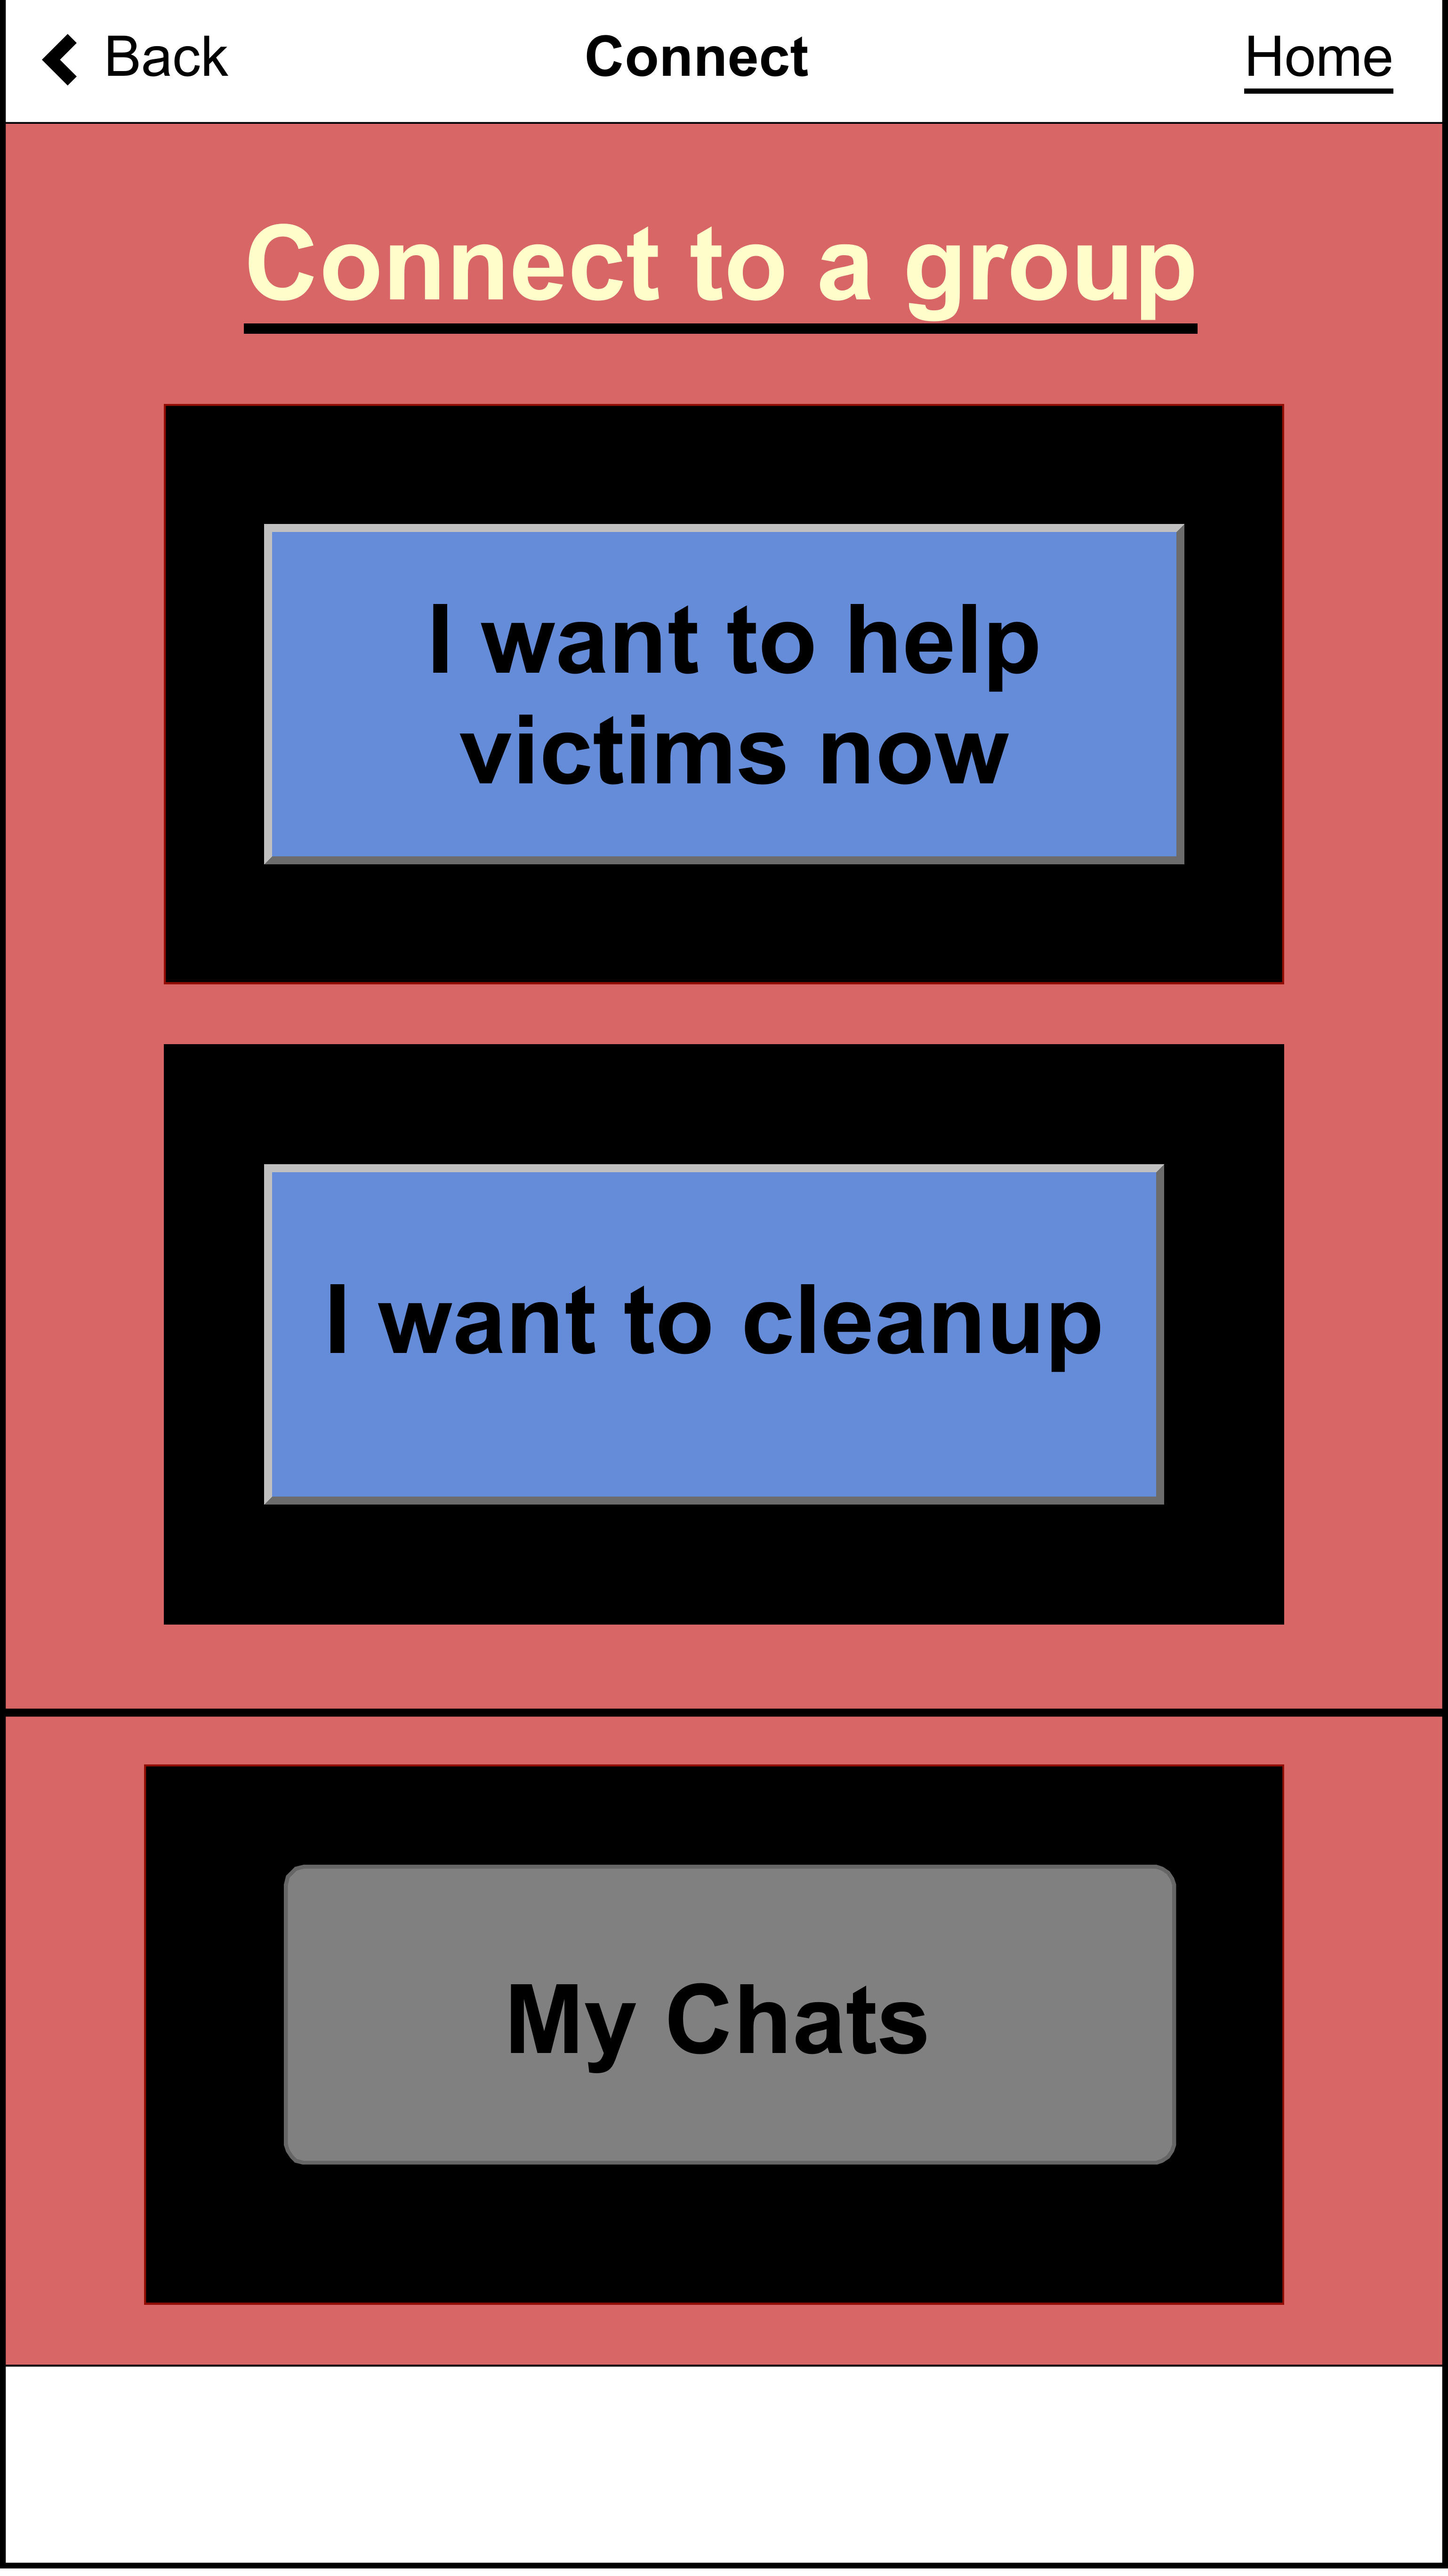 Back
Connect
Home
Connect to a group
I want to help
victims now
I want to cleanup
My Chats